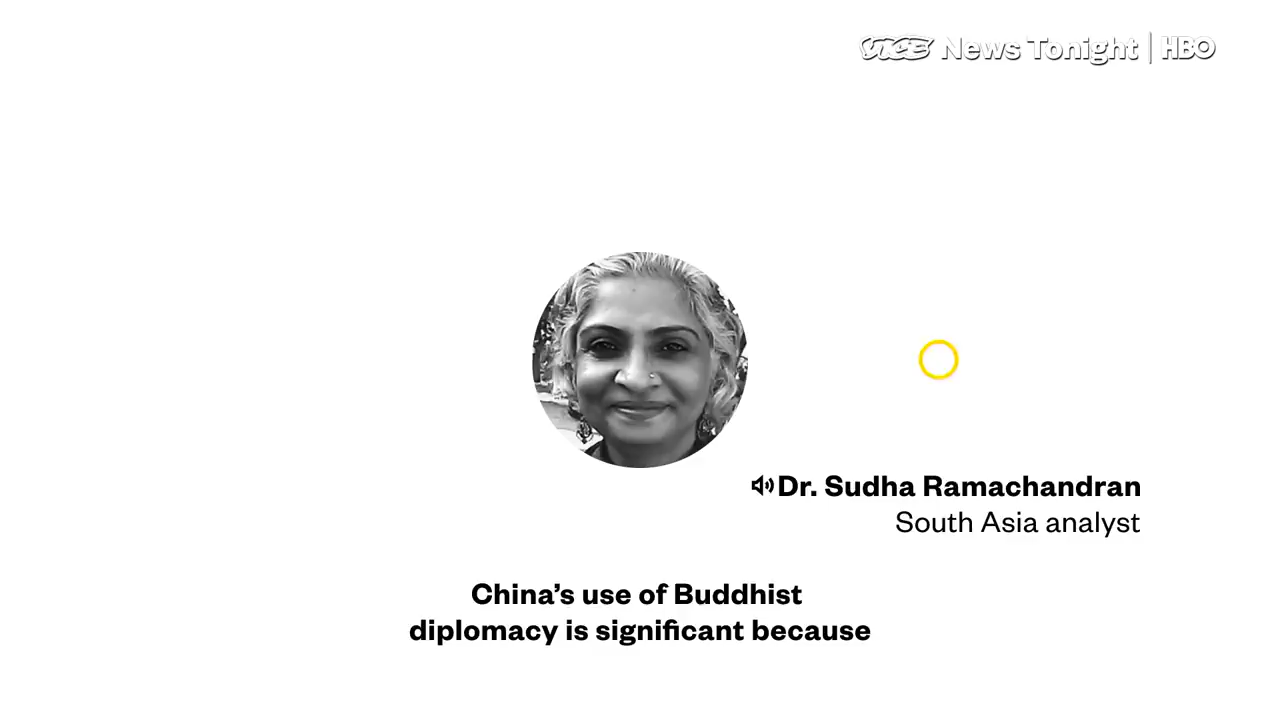 VICE News Tonight | HBO
Dr. Sudha Ramachandran
South Asia analyst
China’s use of Buddhist
diplomacy is significant because